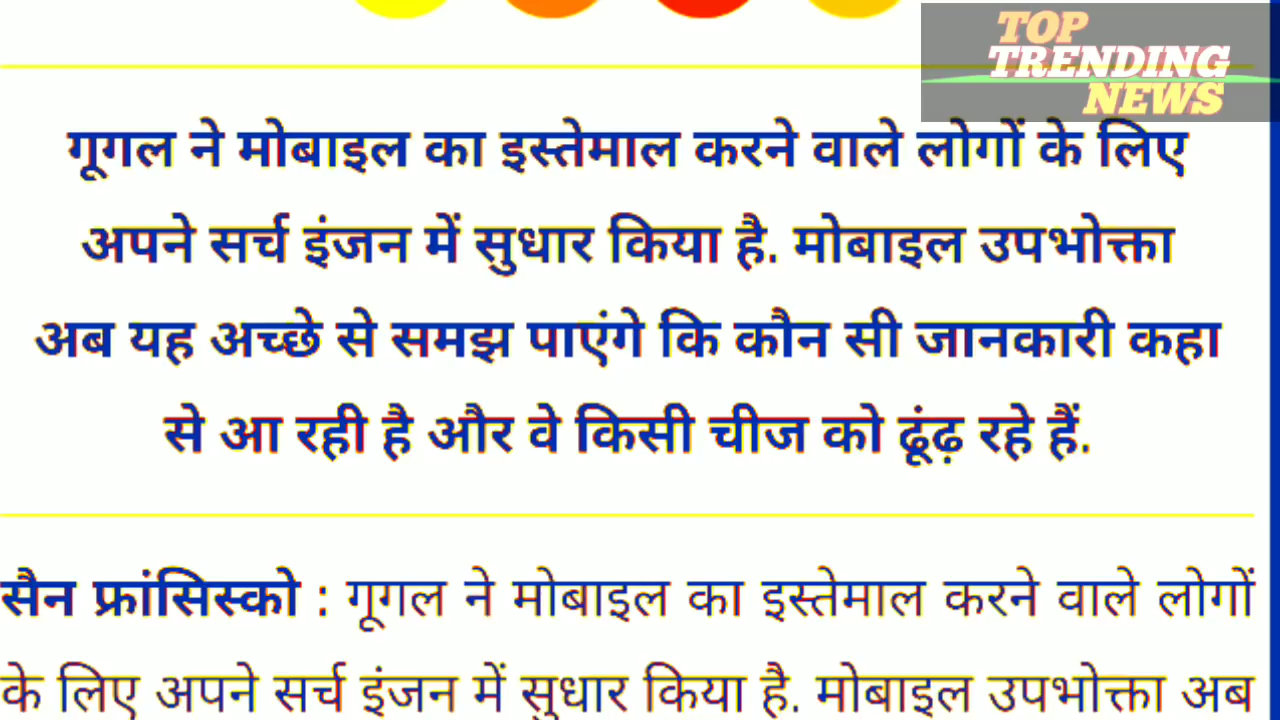 TOP
TRENDING
NEWS
गूगल ने मोबाइल का इस्तेमाल करने वाले लोगों के लिए
अपने सर्च इंजन में सुधार किया है. मोबाइल उपभोक्ता
अब यह अच्छे से समझ पाएंगे कि कौन सी जानकारी कहा
से आ रही है और वे किसी चीज को ढूंढ़ रहे हैं.
सैन फ्रांसिस्को : गूगल ने मोबाइल का इस्तेमाल करने वाले लोगों
के लिए अपने सर्च इंजन में सुधार किया है. मोबाइल उपभोक्ता अब